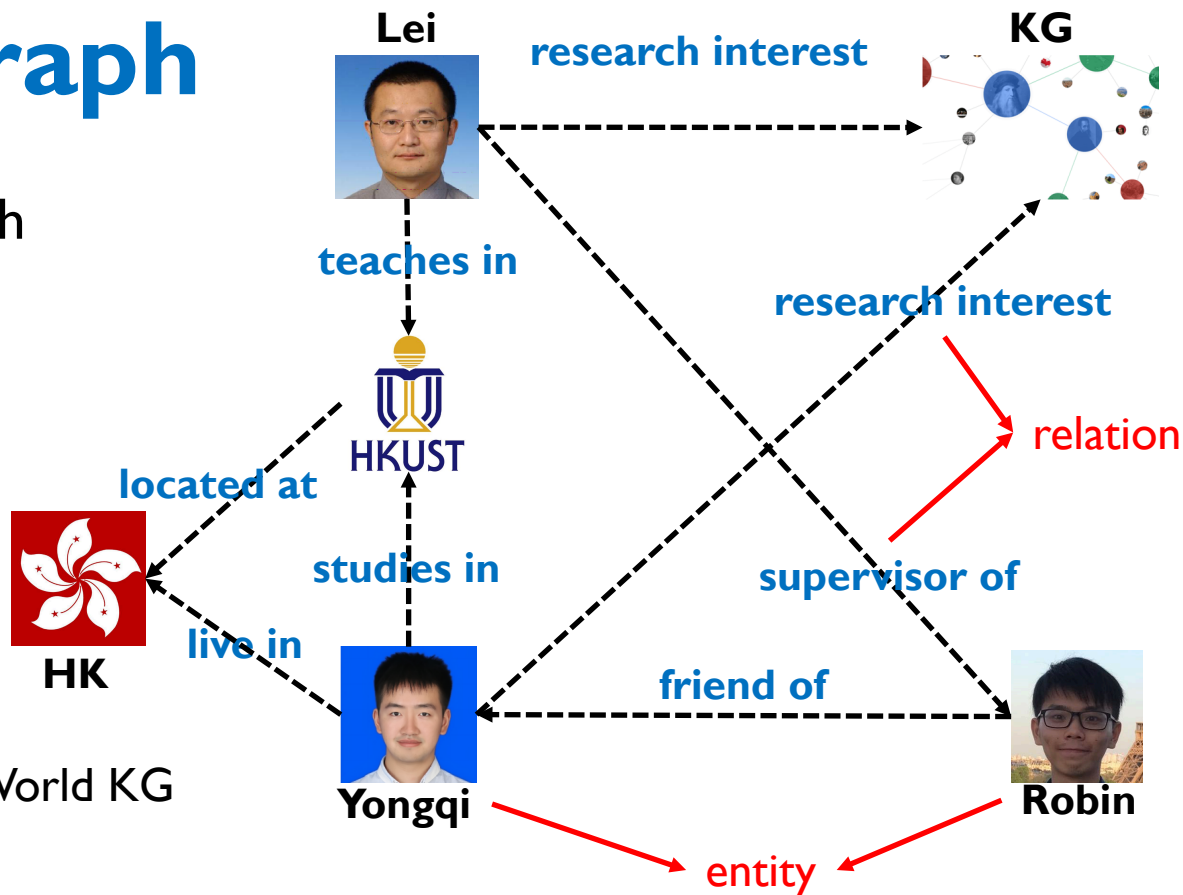 raph
h
Lei
research interest
KG
teaches in
research interest
HKUST
relation
located at
studies in
supervisor of
live in
HK
friend of
World KG
Yongqi
Robin
entity